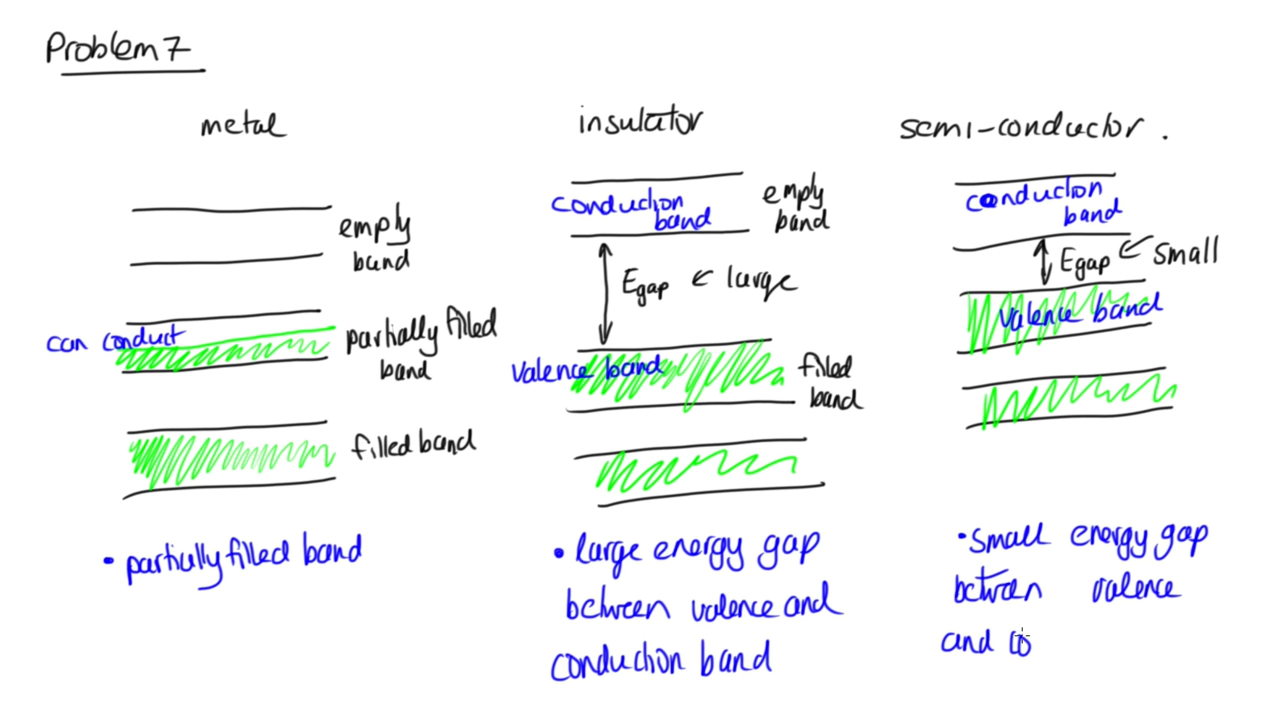 Problem 7
metal
empty
band
can conduct
partially filled
band
filled band
• partially filled band
insulator
conduction
band
empty
band
Egap ← large
valence band
filled
band
• large energy gap
between valence and
conduction band
semi-conductor.
conduction
band
Egap ← small
valence band
• small energy gap
between valence
and co